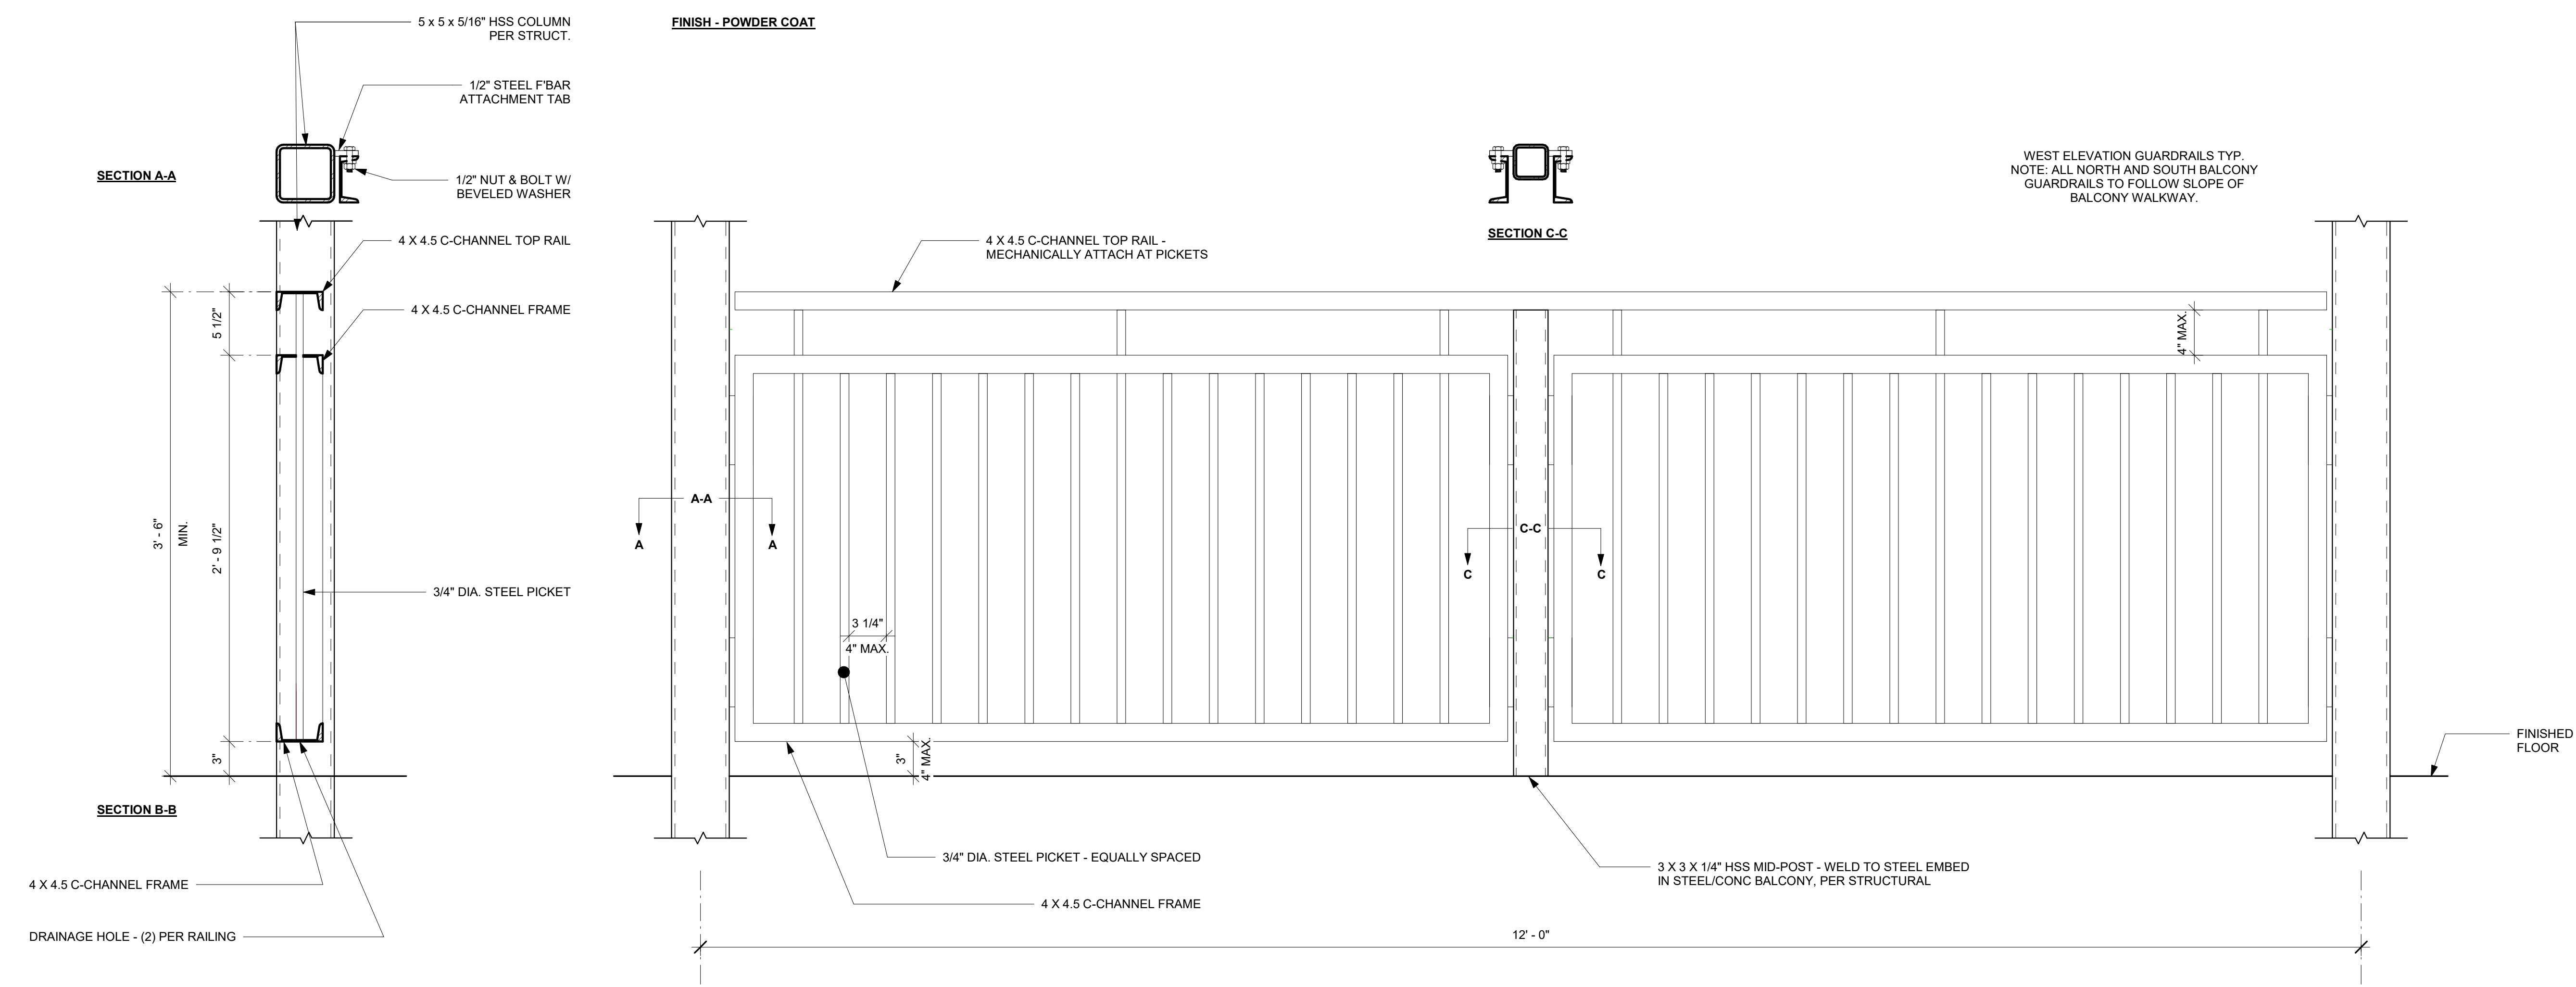 5 x 5 x 5/16" HSS COLUMN
PER STRUCT.
FINISH - POWDER COAT
1/2" STEEL F'BAR
ATTACHMENT TAB
SECTION A-A
1/2" NUT & BOLT W/
BEVELED WASHER
WEST ELEVATION GUARDRAILS TYP.
NOTE: ALL NORTH AND SOUTH BALCONY
GUARDRAILS TO FOLLOW SLOPE OF
BALCONY WALKWAY.
SECTION C-C
4 X 4.5 C-CHANNEL TOP RAIL
4 X 4.5 C-CHANNEL TOP RAIL -
MECHANICALLY ATTACH AT PICKETS
4 X 4.5 C-CHANNEL FRAME
5 1/2"
4" MAX.
3' - 6"
MIN.
2' - 9 1/2"
A-A
A
A
C-C
C
C
3/4" DIA. STEEL PICKET
3 1/4"
4" MAX.
3"
3"
4" MAX.
FINISHED
FLOOR
SECTION B-B
3/4" DIA. STEEL PICKET - EQUALLY SPACED
3 X 3 X 1/4" HSS MID-POST - WELD TO STEEL EMBED
IN STEEL/CONC BALCONY, PER STRUCTURAL
4 X 4.5 C-CHANNEL FRAME
4 X 4.5 C-CHANNEL FRAME
DRAINAGE HOLE - (2) PER RAILING
12' - 0"